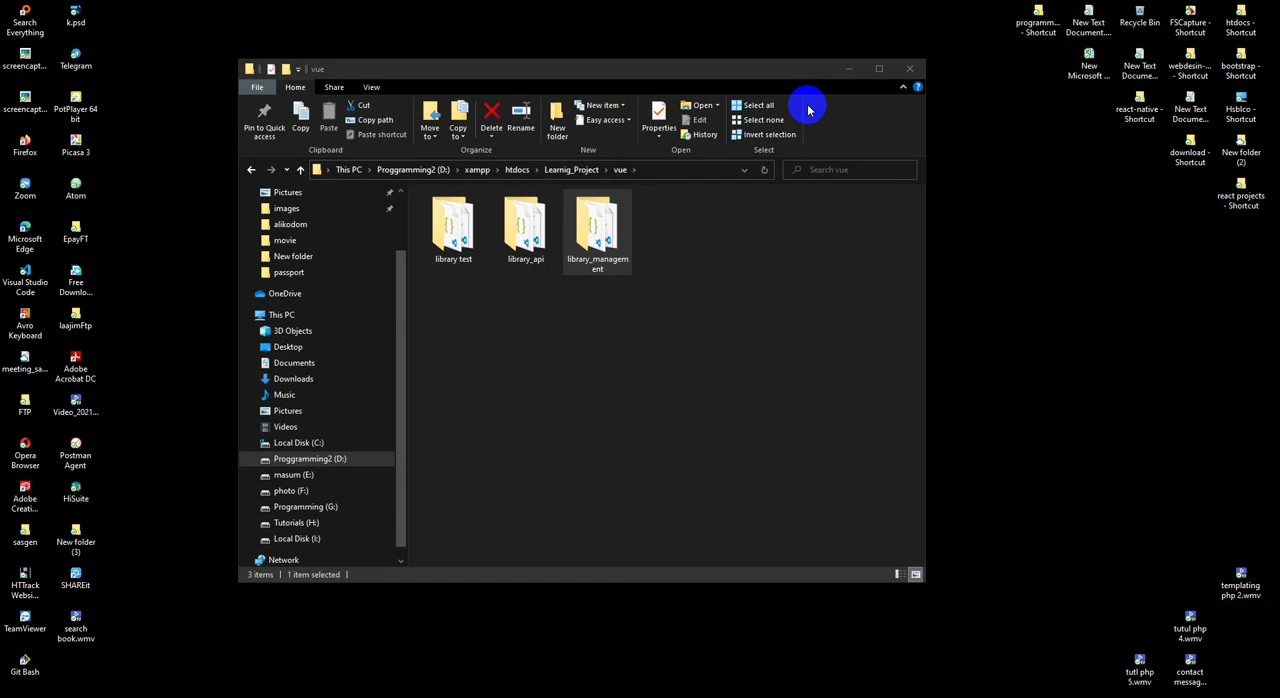 Search
Everything
k.psd
screencapt...
Telegram
screencapt...
PotPlayer 64
bit
Firefox
Picasa 3
Zoom
Atom
Microsoft
Edge
EpayFT
Visual Studio
Code
Free
Downlo...
Avro
Keyboard
laajimFtp
meeting_sa...
Adobe
Acrobat DC
FTP
Video_2021...
Opera
Browser
Postman
Agent
Adobe
Creati...
HiSuite
sasgen
New folder
(3)
HTTrack
Websi...
SHAREit
TeamViewer
search
book.wmv
Git Bash
vue
File
Home
Share
View
Pin to Quick
access
Copy
Paste
Cut
Copy path
Paste shortcut
Clipboard
Move
to
Copy
to
Delete
Rename
Organize
New
folder
New item
Easy access
New
Properties
Open
Edit
History
Open
Select all
Select none
Invert selection
Select
This PC
Proggramming2 (D:)
xampp
htdocs
Learnig_Project
vue
Search vue
Pictures
images
alikodom
movie
New folder
passport
OneDrive
This PC
3D Objects
Desktop
Documents
Downloads
Music
Pictures
Videos
Local Disk (C:)
Proggramming2 (D:)
masum (E:)
photo (F:)
Programming (G:)
Tutorials (H:)
Local Disk (I:)
Network
library test
library_api
library_managem
ent
3 items
1 item selected
programm...
- Shortcut
New Text
Document....
Recycle Bin
FSCapture -
Shortcut
htdocs -
Shortcut
New
Microsoft ...
New Text
Docume...
webdesin-...
- Shortcut
bootstrap -
Shortcut
react-native
- Shortcut
New Text
Docume...
Hsblco -
Shortcut
download -
Shortcut
New folder
(2)
react projects
- Shortcut
templating
php 2.wmv
tutul php
4.wmv
tutl php
5.wmv
contact
messag...